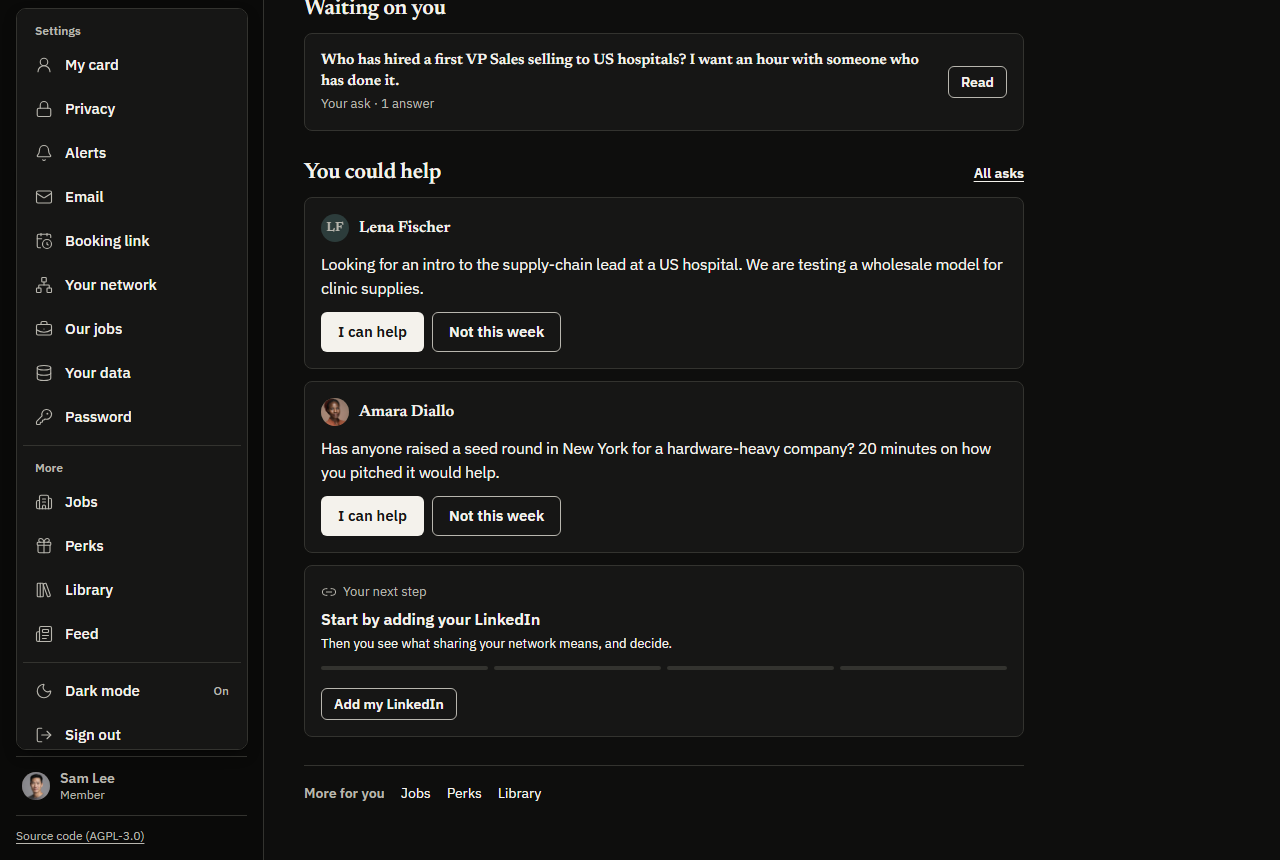 Settings
My card
Privacy
Alerts
Email
Booking link
Your network
Our jobs
Your data
Password
More
Jobs
Perks
Library
Feed
Dark mode On
Sign out
Sam Lee
Member
Source code (AGPL-3.0)
Waiting on you
Who has hired a first VP Sales selling to US hospitals? I want an hour with someone who
has done it.
Your ask · 1 answer
Read
You could help
All asks
LF Lena Fischer
Looking for an intro to the supply-chain lead at a US hospital. We are testing a wholesale model for
clinic supplies.
I can help Not this week
Amara Diallo
Has anyone raised a seed round in New York for a hardware-heavy company? 20 minutes on how
you pitched it would help.
I can help Not this week
Your next step
Start by adding your LinkedIn
Then you see what sharing your network means, and decide.
Add my LinkedIn
More for you Jobs Perks Library